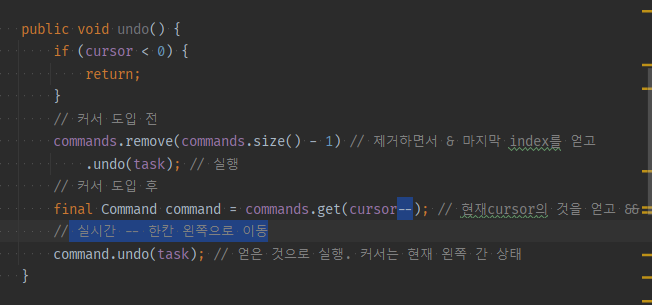 public void undo() {
if (cursor < 0) {
return;
}
// 커서 도입 전
commands.remove(commands.size() - 1) // 제거하면서 & 마지막 index를 얻고
.undo(task); // 실행
// 커서 도입 후
final Command command = commands.get(cursor--); // 현재cursor의 것을 얻고 &&
// 실시간 -- 한칸 왼쪽으로 이동
command.undo(task); // 얻은 것으로 실행. 커서는 현재 왼쪽 간 상태
}